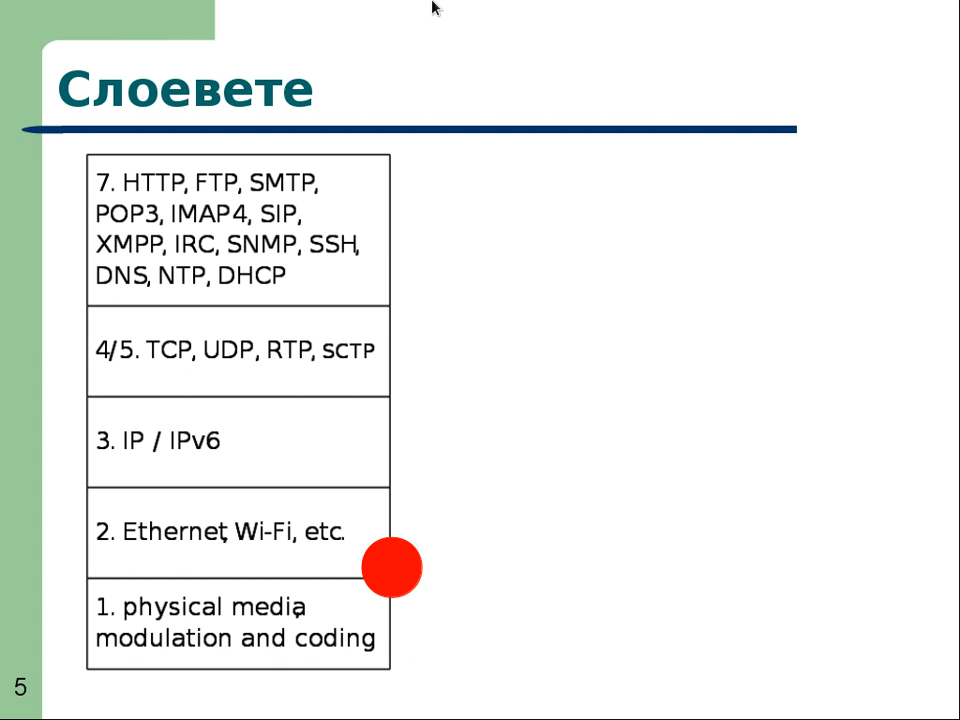 Слоевете
7. HTTP, FTP, SMTP,
POP3, IMAP4, SIP,
XMPP, IRC, SNMP, SSH,
DNS, NTP, DHCP
4/5. TCP, UDP, RTP, SCTP
3. IP / IPv6
2. Ethernet, Wi-Fi, etc.
1. physical media,
modulation and coding
5